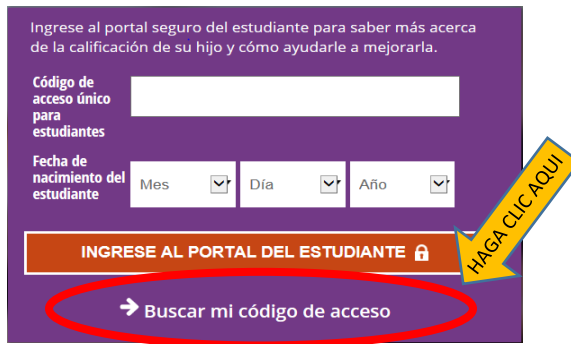 Ingrese al portal seguro del estudiante para saber más acerca
de la calificación de su hijo y cómo ayudarle a mejorarla.
Código de
acceso único
para
estudiantes
Fecha de
nacimiento del
estudiante
Mes
Día
Año
INGRESE AL PORTAL DEL ESTUDIANTE
HAGA CLIC AQUI
Buscar mi código de acceso